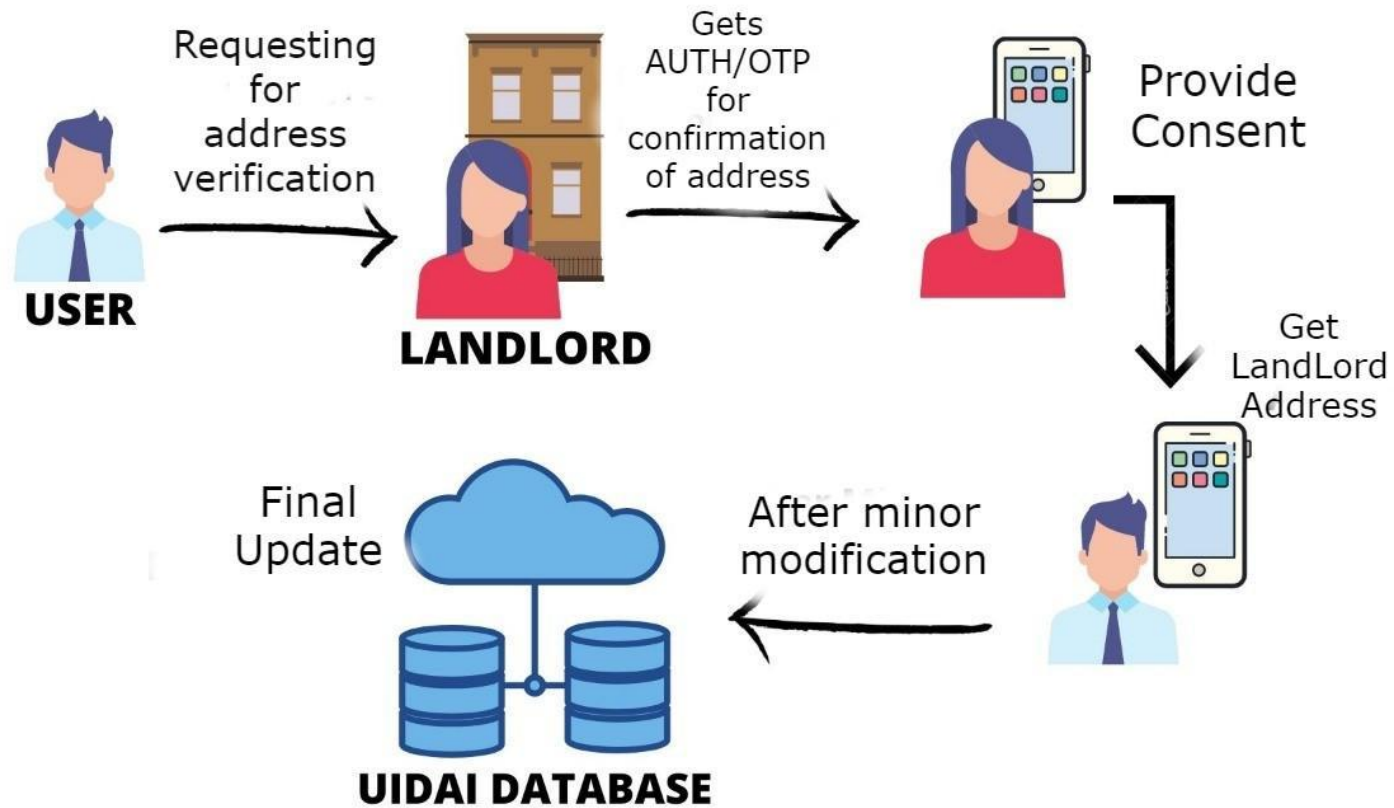 Requesting
for
address
verification
Gets
AUTH/OTP
for
confirmation
of address
Provide
Consent
USER
LANDLORD
Get
LandLord
Address
Final
Update
After minor
modification
UIDAI DATABASE